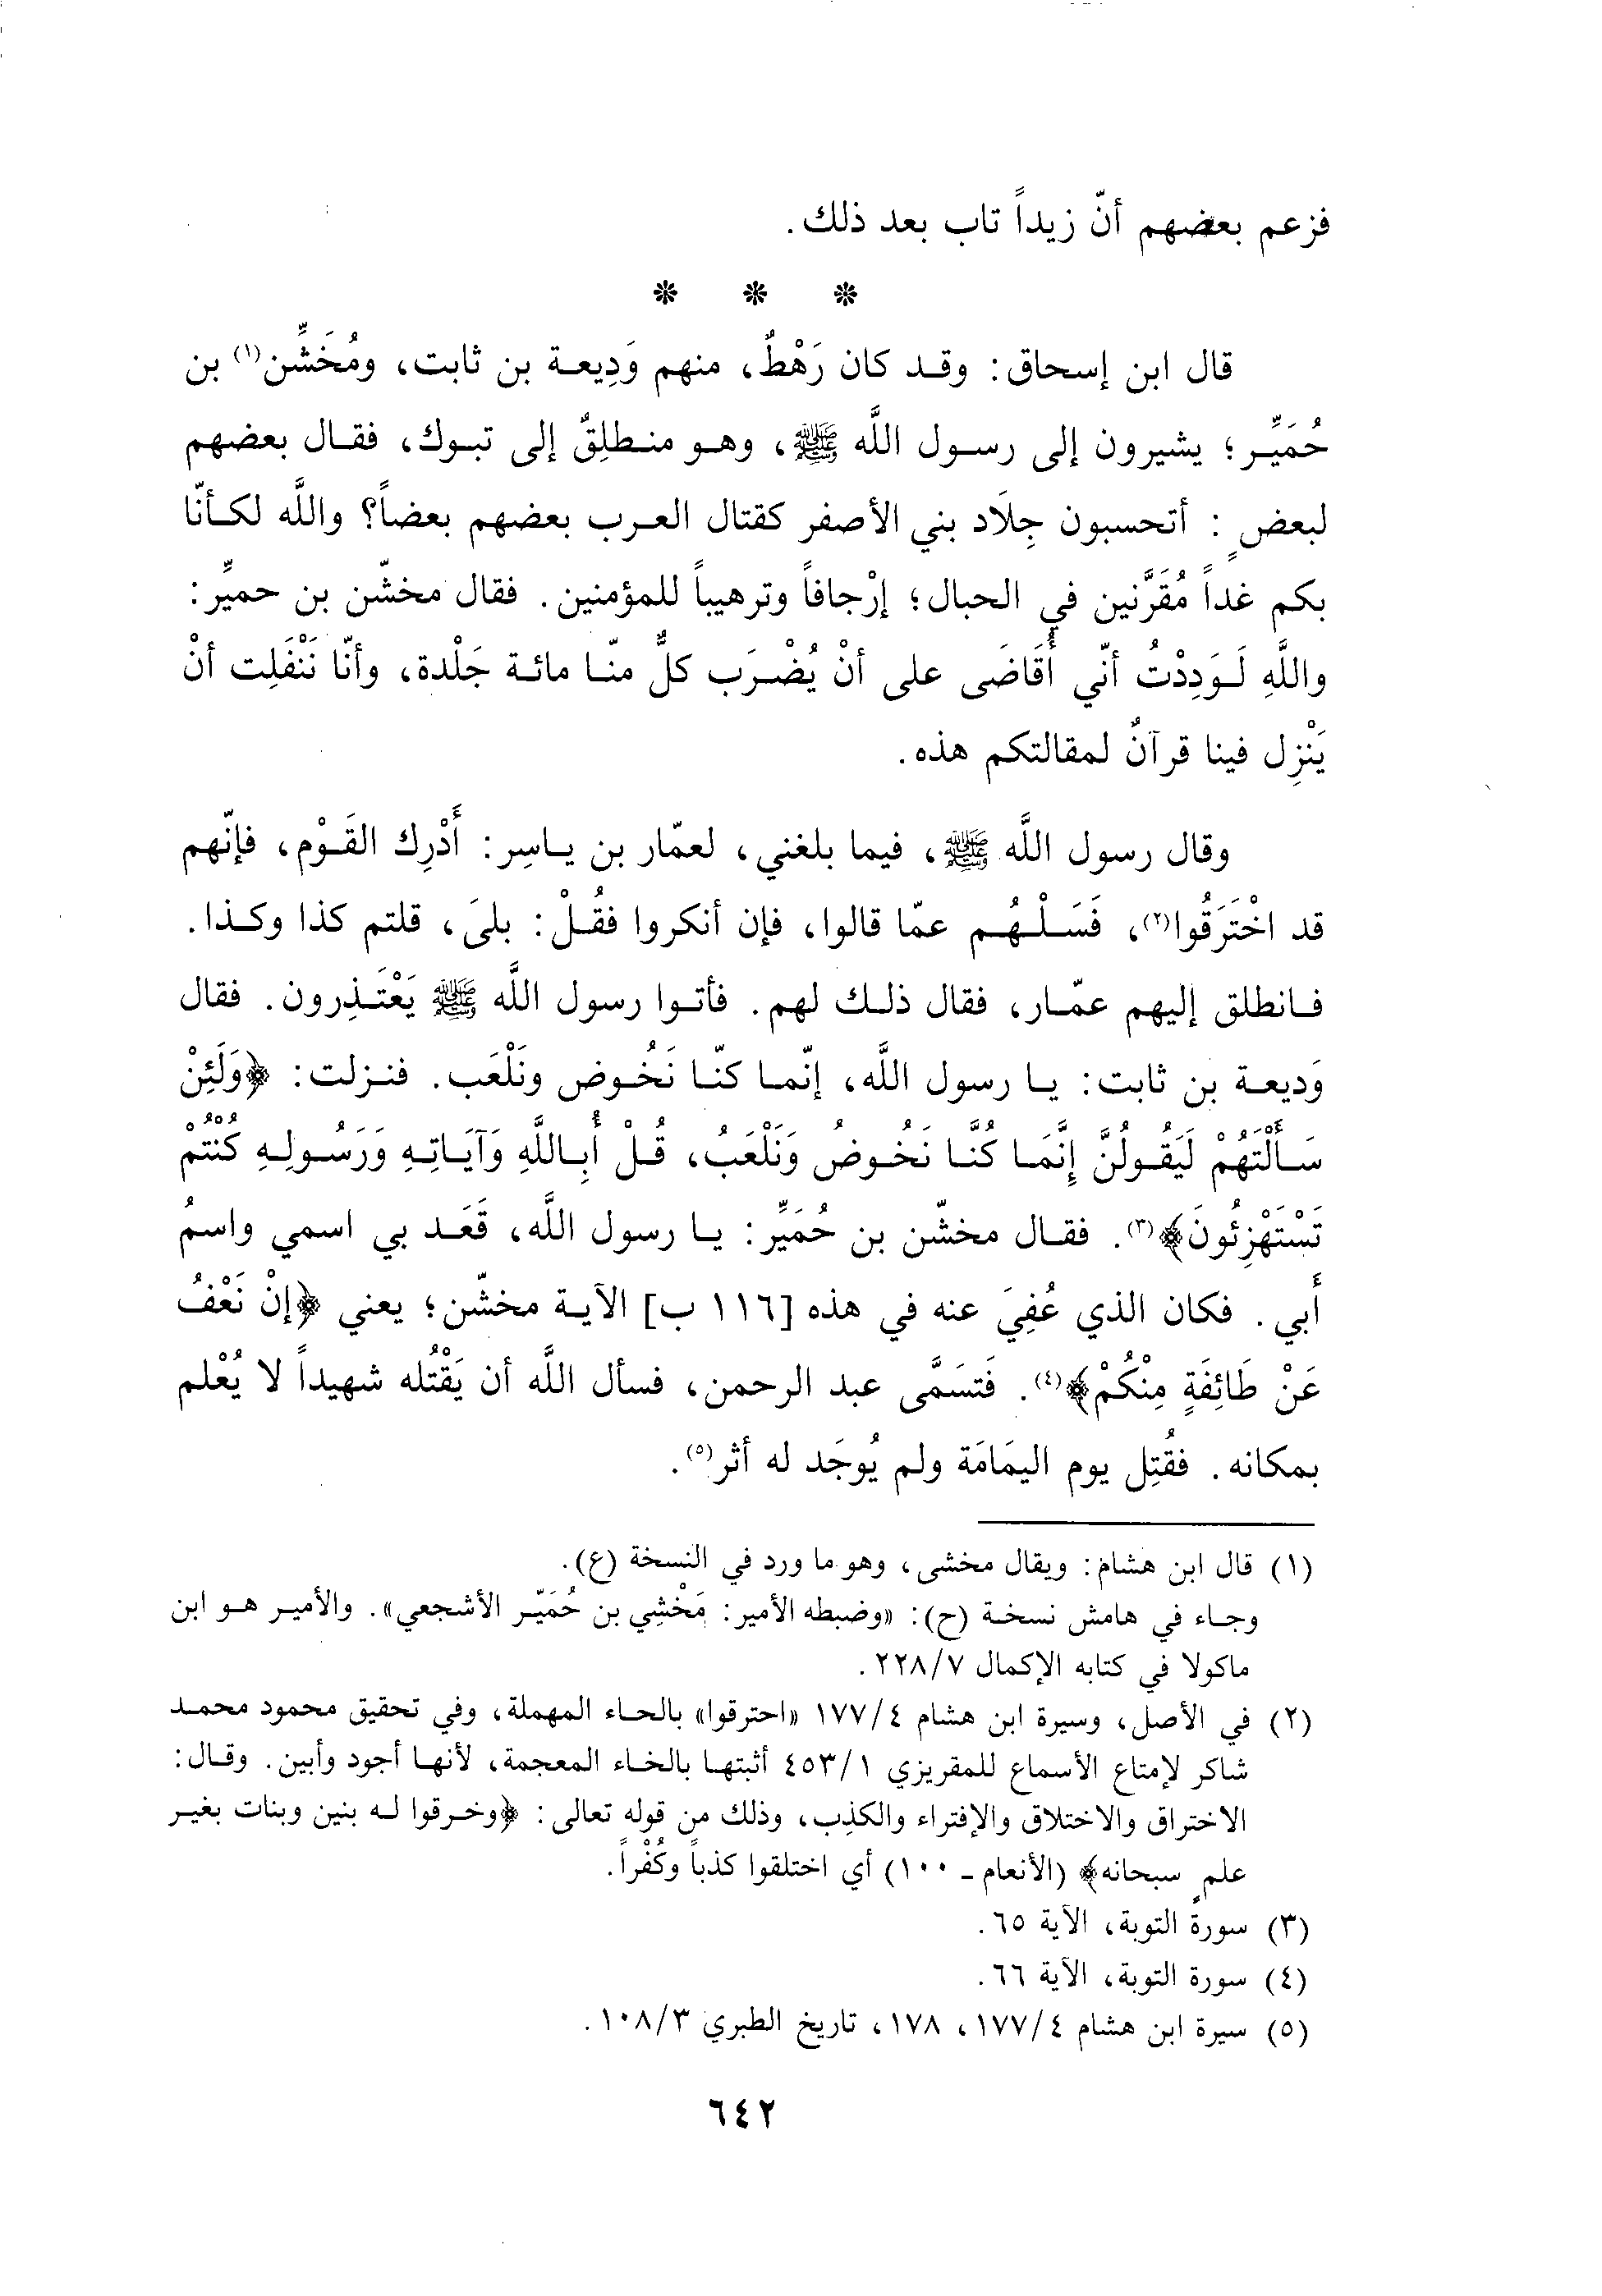 فزعم بعضهم أنّ زيداً تاب بعد ذلك.
* * *
قال ابن إسحاق: وقد كان رَهْطٌ، منهم وَدِيعة بن ثابت، ومُخَشِّن(١) بن
حُمَيِّر؛ يشيرون إلى رسول اللَّه ﷺ، وهو منطلِقٌ إلى تبوك، فقال بعضهم
لبعضٍ: أتحسبون جِلَاد بني الأصفر كقتال العرب بعضهم بعضاً؟ واللَّه لكأنّا
بكم غداً مُقَرَّنين في الحبال؛ إرْجافاً وترهيباً للمؤمنين. فقال مخشّن بن حميِّر:
واللَّهِ لَوَدِدْتُ أنّي أُقَاضَى على أنْ يُضْرَب كلٌّ منّا مائة جَلْدة، وأنّا نَنْفَلِت أنْ
يَنْزِل فينا قرآنٌ لمقالتكم هذه.
وقال رسول اللَّه ﷺ، فيما بلغني، لعمّار بن ياسِر: أَدْرِك القَوْم، فإنّهم
قد اخْتَرَقُوا(٢)، فَسَلْهُم عمّا قالوا، فإن أنكروا فقُلْ: بلىَ، قلتم كذا وكذا.
فانطلق إليهم عمّار، فقال ذلك لهم. فأتوا رسول اللَّه ﷺ يَعْتَذِرون. فقال
وَديعة بن ثابت: يا رسول اللَّه، إنّما كنّا نَخُوض ونَلْعَب. فنزلت: ﴿وَلَئِنْ
سَأَلْتَهُمْ لَيَقُولُنَّ إِنَّمَا كُنَّا نَخُوضُ وَنَلْعَبُ، قُلْ أَبِاللَّهِ وَآيَاتِهِ وَرَسُولِهِ كُنْتُمْ
تَسْتَهْزِئُونَ﴾(٣). فقال مخشّن بن حُمَيِّر: يا رسول اللَّه، قَعَد بي اسمي واسمُ
أَبي. فكان الذي عُفِيَ عنه في هذه [١١٦ ب] الآية مخشّن؛ يعني ﴿إنْ نَعْفُ
عَنْ طَائِفَةٍ مِنْكُمْ﴾(٤). فَتسَمَّى عبد الرحمن، فسأل اللَّه أن يَقْتُله شهيداً لا يُعْلم
بمكانه. فقُتِل يوم اليمَامَة ولم يُوجَد له أثر(٥).
(١) قال ابن هشام: ويقال مخشى، وهو ما ورد في النسخة (ع).
وجاء في هامش نسخة (ح): «وضبطه الأمير: مَخْشِي بن حُمَيّر الأشجعي». والأمير هو ابن
ماكولا في كتابه الإكمال ٢٢٨/٧.
(٢) في الأصل، وسيرة ابن هشام ١٧٧/٤ «احترقوا» بالحاء المهملة، وفي تحقيق محمود محمد
شاكر لإمتاع الأسماع للمقريزي ٤٥٣/١ أثبتها بالخاء المعجمة، لأنها أجود وأبين. وقال:
الاختراق والاختلاق والإفتراء والكذِب، وذلك من قوله تعالى: ﴿وخرقوا له بنين وبنات بغير
علمٍ سبحانه﴾ (الأنعام ـ ١٠٠) أي اختلقوا كذباً وكُفْراً.
(٣) سورة التوبة، الآية ٦٥.
(٤) سورة التوبة، الآية ٦٦.
(٥) سيرة ابن هشام ١٧٧/٤، ١٧٨، تاريخ الطبري ١٠٨/٣.
٦٤٢